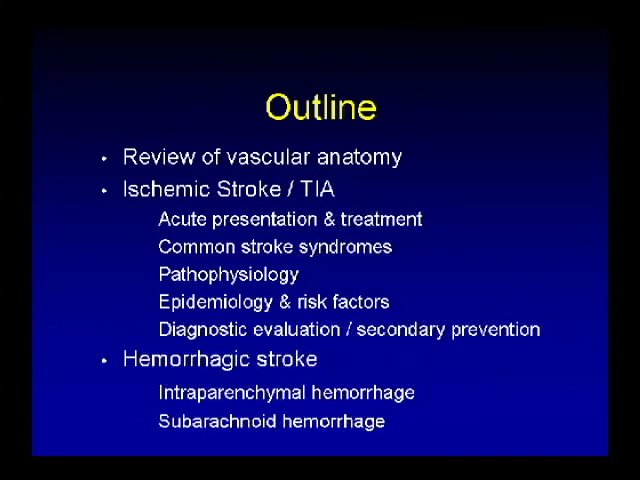 Outline
• Review of vascular anatomy
• Ischemic Stroke / TIA
Acute presentation & treatment
Common stroke syndromes
Pathophysiology
Epidemiology & risk factors
Diagnostic evaluation / secondary prevention
• Hemorrhagic stroke
Intraparenchymal hemorrhage
Subarachnoid hemorrhage